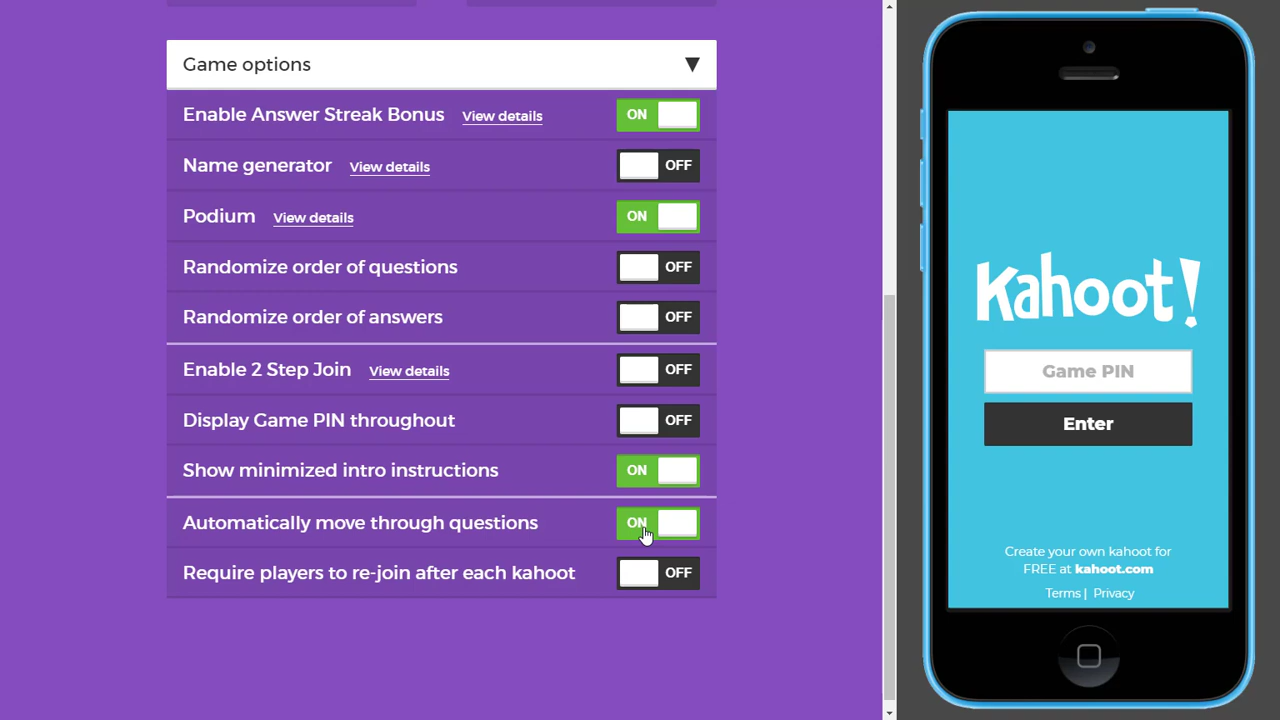 Game options ▼
Enable Answer Streak Bonus View details ON
Name generator View details OFF
Podium View details ON
Randomize order of questions OFF
Randomize order of answers OFF
Enable 2 Step Join View details OFF
Display Game PIN throughout OFF
Show minimized intro instructions ON
Automatically move through questions ON
Require players to re-join after each kahoot OFF
Kahoot!
Game PIN
Enter
Create your own kahoot for
FREE at kahoot.com
Terms | Privacy